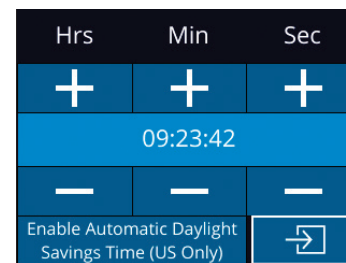 Hrs Min Sec
+ + +
09:23:42
— — —
Enable Automatic Daylight
Savings Time (US Only)